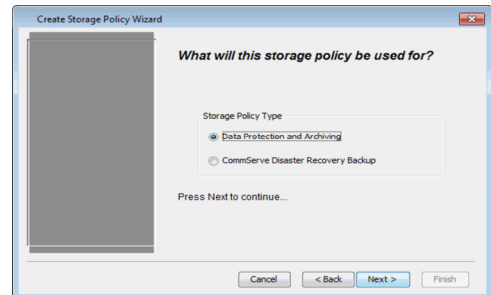 Create Storage Policy Wizard
What will this storage policy be used for?
Storage Policy Type
Data Protection and Archiving
CommServe Disaster Recovery Backup
Press Next to continue...
Cancel
< Back
Next >
Finish